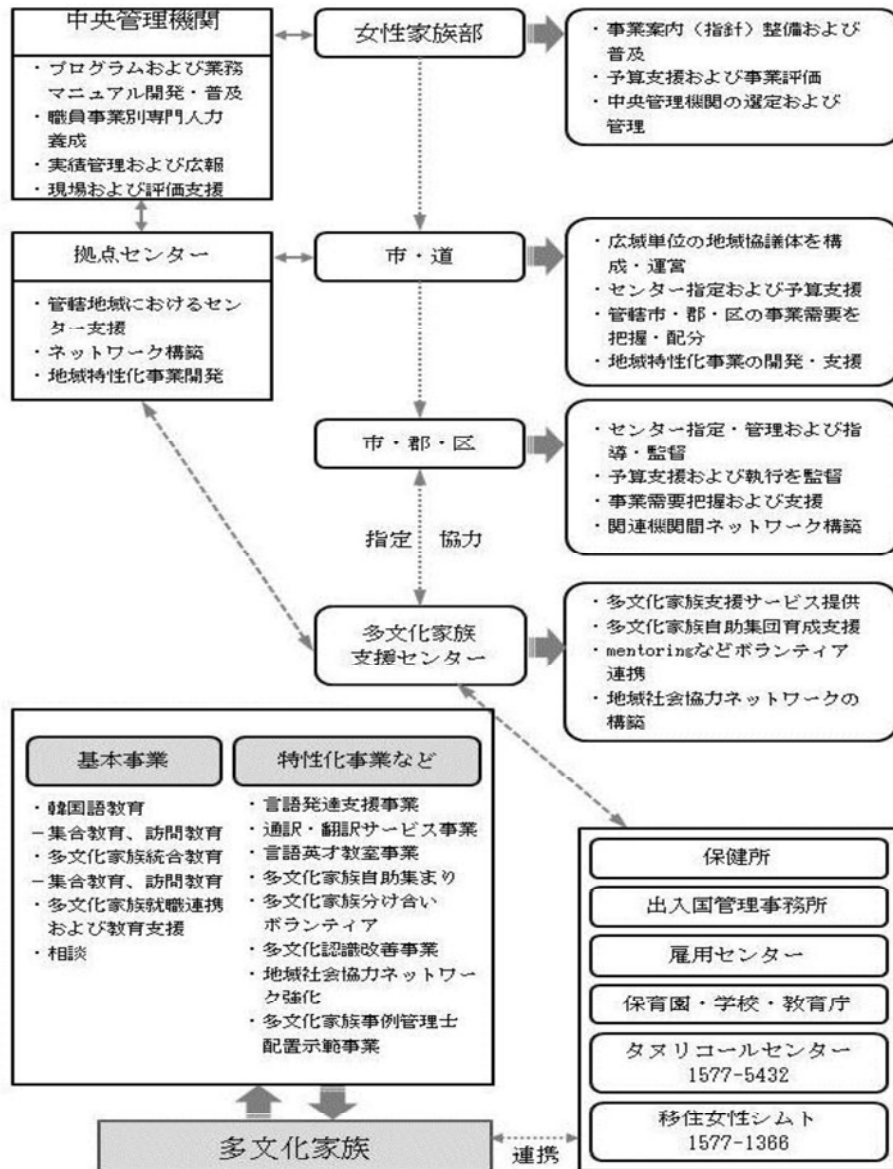 中央管理機関
・プログラムおよび業務
マニュアル開発・普及
・職員事業別専門人力
養成
・実績管理および広報
・現場および評価支援
女性家族部
・事業案内（指針）整備および
普及
・予算支援および事業評価
・中央管理機関の選定および
管理
拠点センター
・管轄地域におけるセン
ター支援
・ネットワーク構築
・地域特性化事業開発
市・道
・広域単位の地域協議体を構
成・運営
・センター指定および予算支援
・管轄市・郡・区の事業需要を
把握・配分
・地域特性化事業の開発・支援
市・郡・区
・センター指定・管理および指
導・監督
・予算支援および執行を監督
・事業需要把握および支援
・関連機関間ネットワーク構築
指定 協力
多文化家族
支援センター
・多文化家族支援サービス提供
・多文化家族自助集団育成支援
・mentoringなどボランティア
連携
・地域社会協力ネットワークの
構築
基本事業
・韓国語教育
－集合教育、訪問教育
・多文化家族統合教育
－集合教育、訪問教育
・多文化家族就職連携
および教育支援
・相談
特性化事業など
・言語発達支援事業
・通訳・翻訳サービス事業
・言語英才教室事業
・多文化家族自助集まり
・多文化家族分け合い
ボランティア
・多文化認識改善事業
・地域社会協力ネットワー
ク強化
・多文化家族事例管理士
配置示範事業
保健所
出入国管理事務所
雇用センター
保育園・学校・教育庁
タヌリコールセンター
1577-5432
移住女性シムト
1577-1366
多文化家族
連携